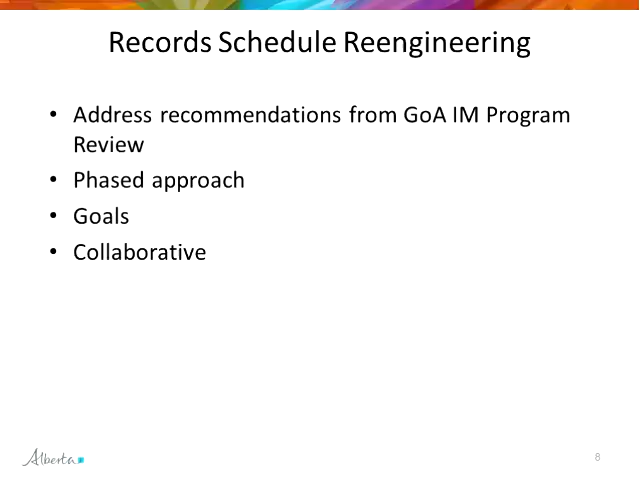 Records Schedule Reengineering
• Address recommendations from GoA IM Program
Review
• Phased approach
• Goals
• Collaborative
Alberta
8